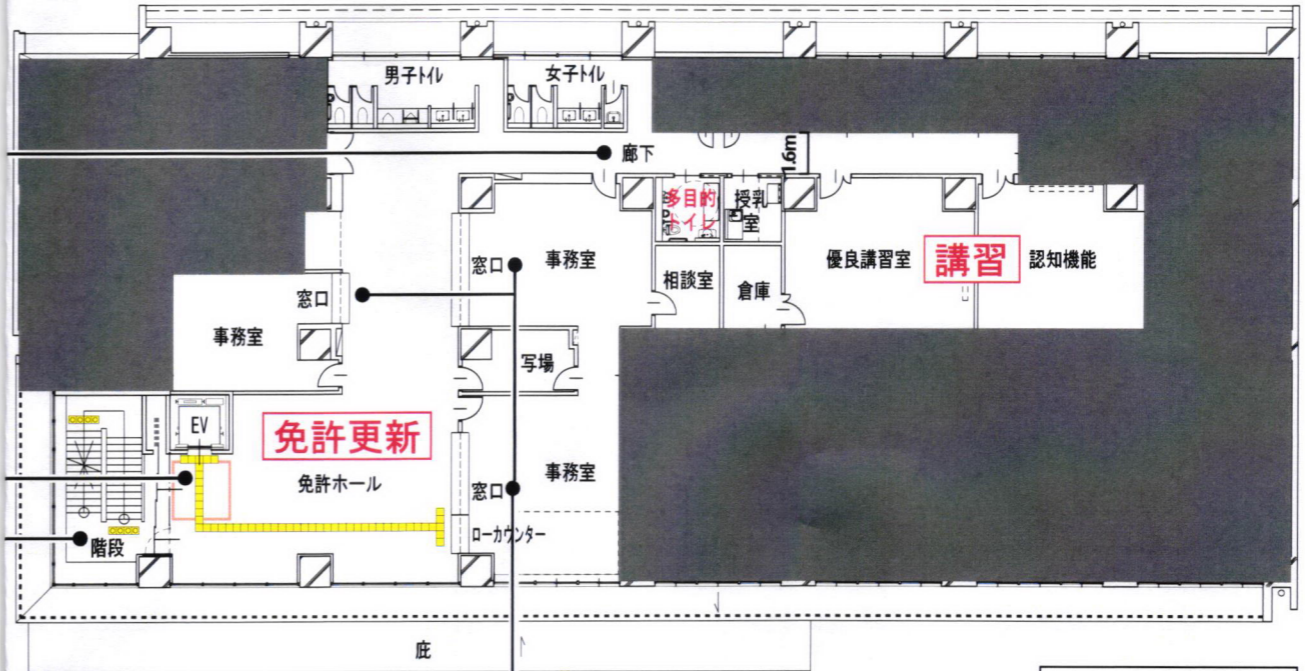 男子トイレ
女子トイレ
廊下
1.9m
多目的
トイレ
授乳
室
窓口
事務室
相談室
倉庫
優良講習室
講習
認知機能
窓口
事務室
写場
EV
免許更新
免許ホール
窓口
事務室
ローカウンター
階段
庇